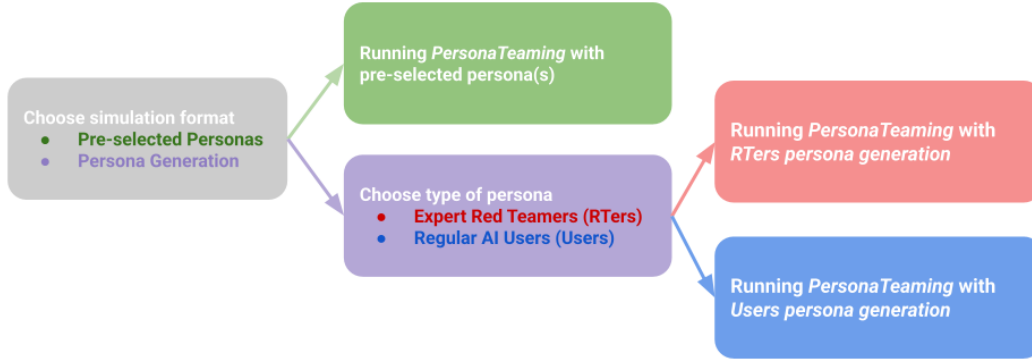 Running PersonaTeaming with
pre-selected persona(s)
Choose simulation format
● Pre-selected Personas
● Persona Generation
Choose type of persona
● Expert Red Teamers (RTers)
● Regular AI Users (Users)
Running PersonaTeaming with
RTers persona generation
Running PersonaTeaming with
Users persona generation